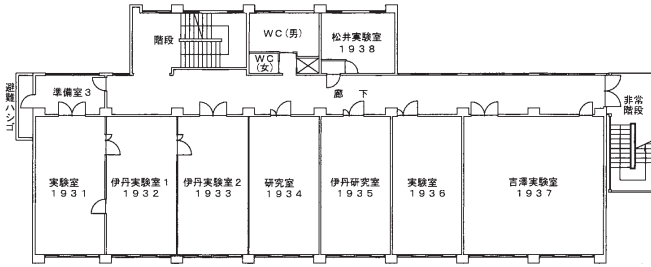 階段
WC(男)
WC
(女)
松井実験室
1938
避難ハシゴ
準備室3
廊下
非常
階段
実験室
1931
伊丹実験室1
1932
伊丹実験室2
1933
研究室
1934
伊丹研究室
1935
実験室
1936
吉澤実験室
1937